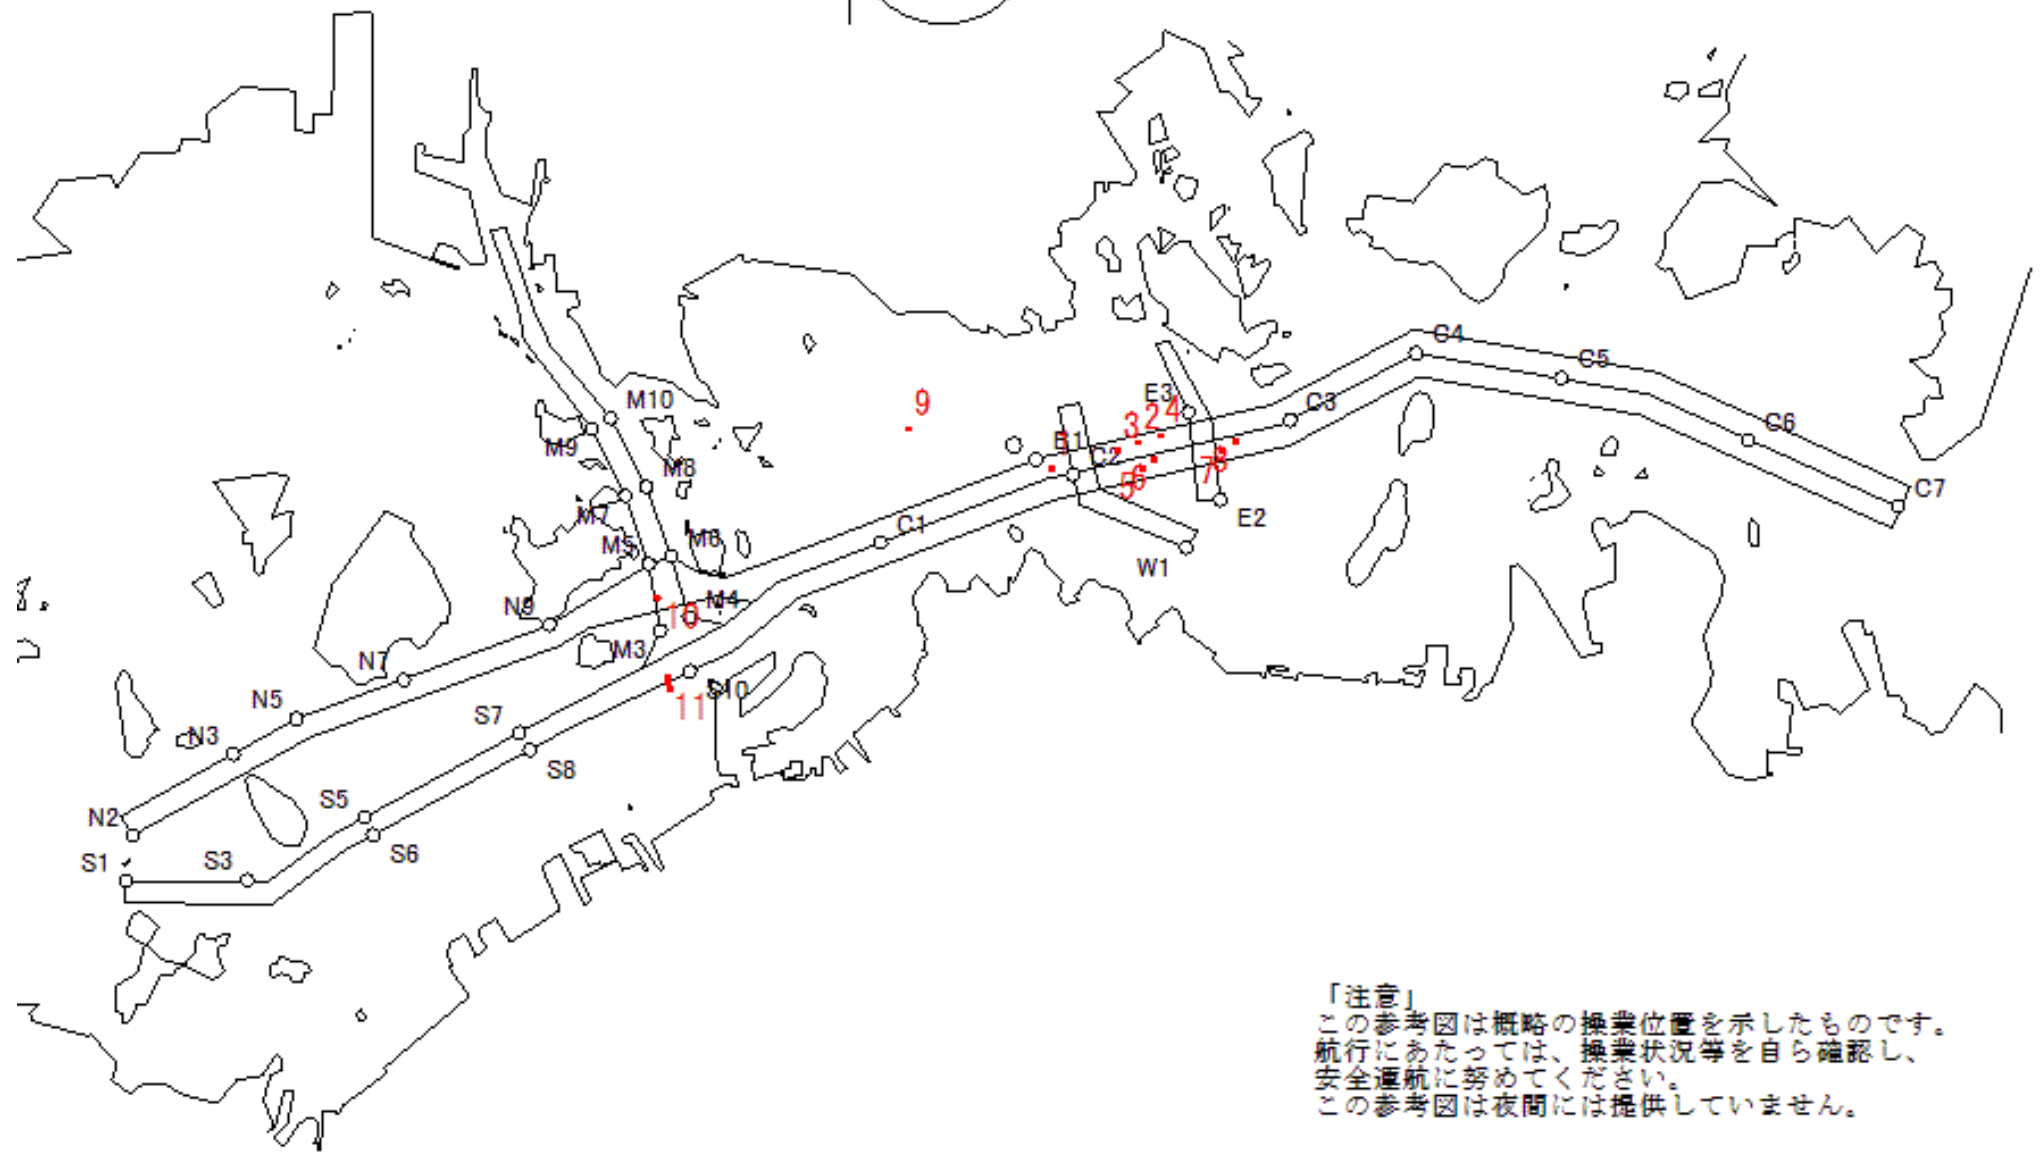 C4
C5
M10
9
E3
3
2
4
C3
C6
M9
B1
C2
M8
7
8
5
6
C7
M7
C1
E2
M5
M6
W1
N9
10
M4
M3
N7
S10
11
N5
S7
N3
S8
N2
S5
S1
S3
S6
「注意」
この参考図は概略の操業位置を示したものです。
航行にあたっては、操業状況等を自ら確認し、
安全運航に努めてください。
この参考図は夜間には提供していません。